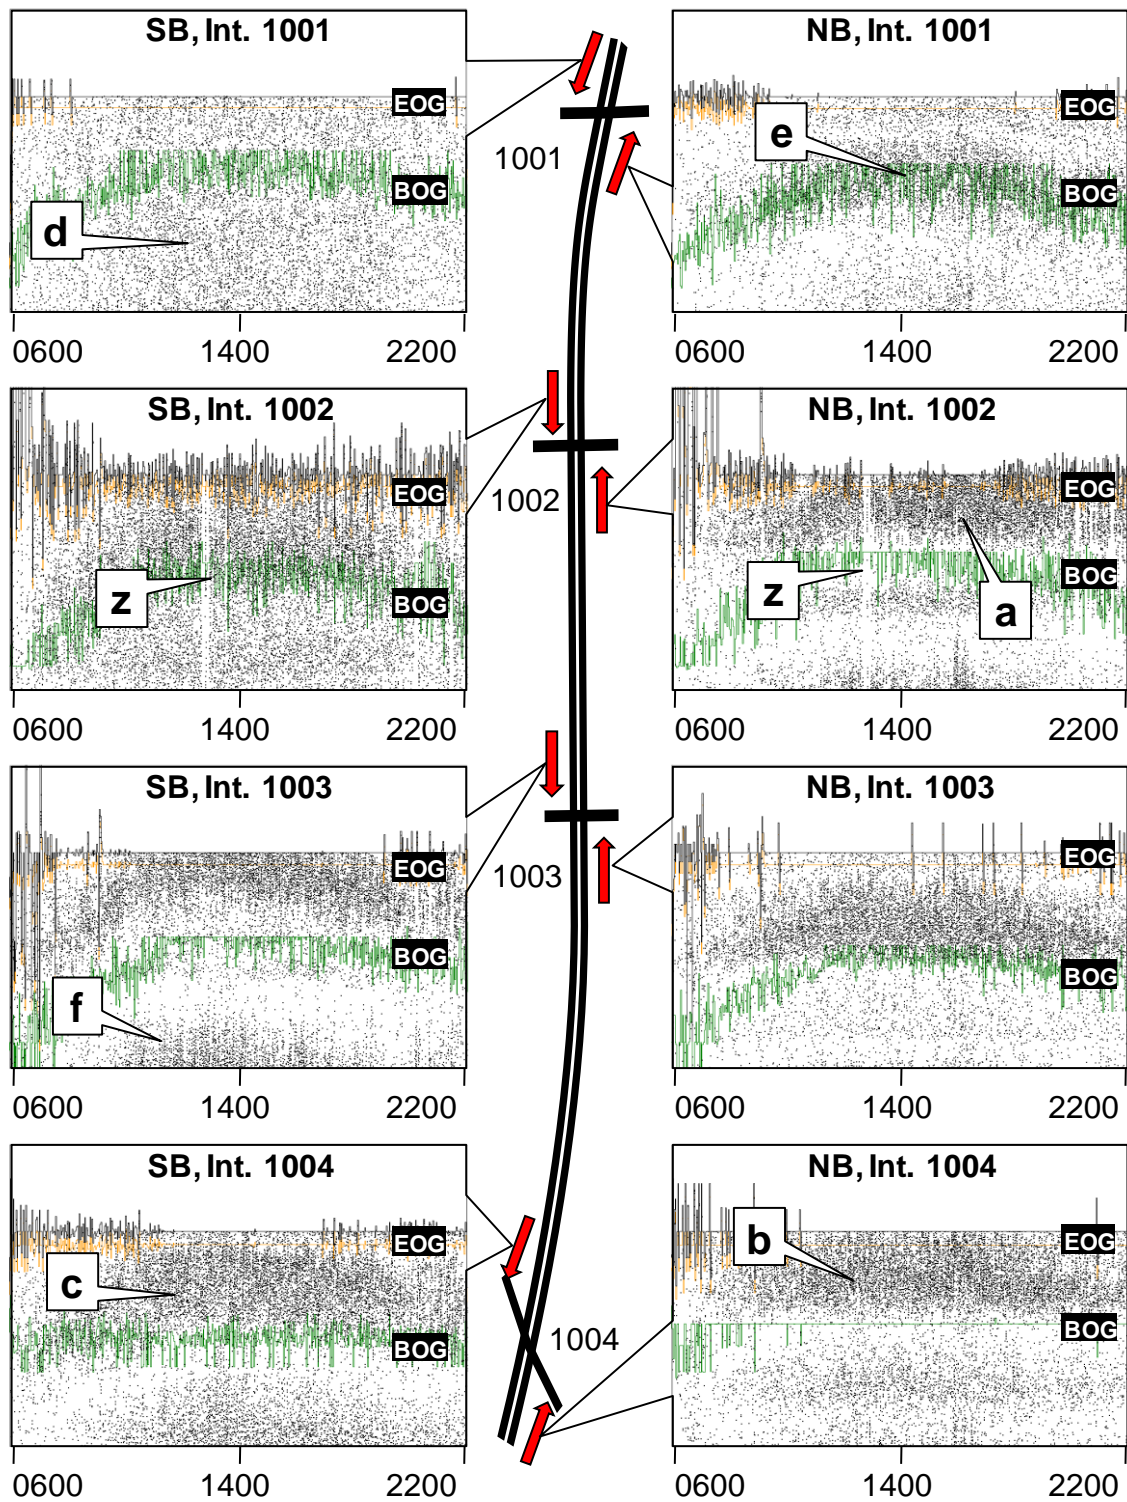 SB, Int. 1001
EOG
BOG
d
0600 1400 2200
NB, Int. 1001
EOG
e
BOG
0600 1400 2200
1001
SB, Int. 1002
EOG
z
BOG
0600 1400 2200
NB, Int. 1002
EOG
z
BOG
a
0600 1400 2200
1002
SB, Int. 1003
EOG
BOG
f
0600 1400 2200
NB, Int. 1003
EOG
BOG
0600 1400 2200
1003
SB, Int. 1004
EOG
c
BOG
0600 1400 2200
NB, Int. 1004
b
EOG
BOG
0600 1400 2200
1004